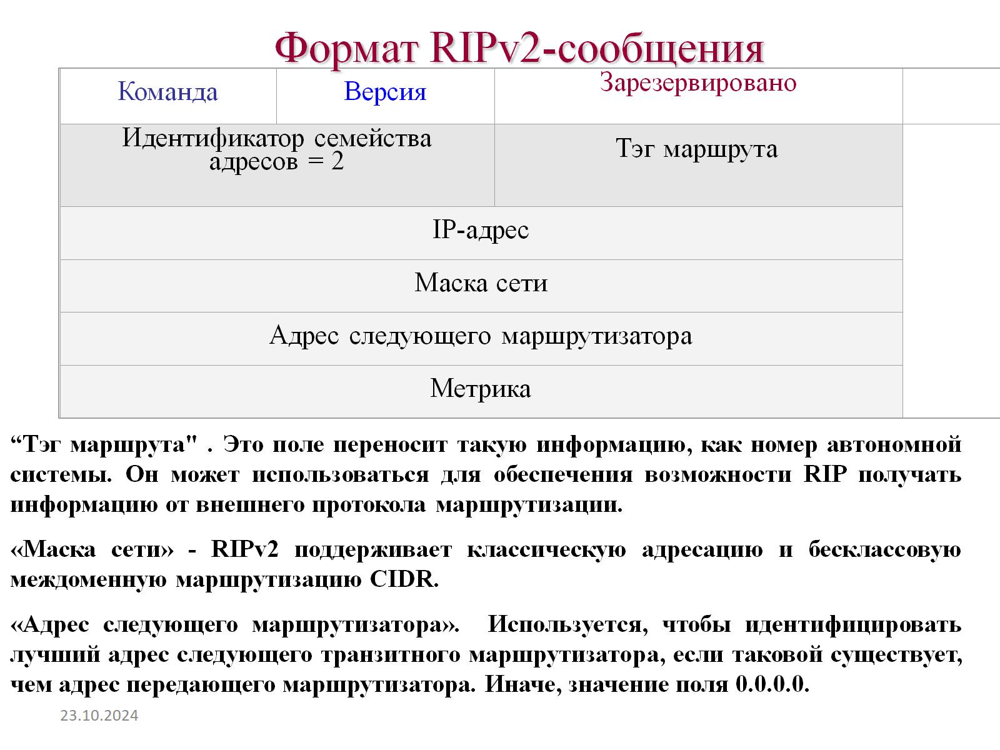 Формат RIPv2-сообщения
Команда
Версия
Зарезервировано
Идентификатор семейства
адресов = 2
Тэг маршрута
IP-адрес
Маска сети
Адрес следующего маршрутизатора
Метрика
“Тэг маршрута" . Это поле переносит такую информацию, как номер автономной
системы. Он может использоваться для обеспечения возможности RIP получать
информацию от внешнего протокола маршрутизации.
«Маска сети» - RIPv2 поддерживает классическую адресацию и бесклассовую
междоменную маршрутизацию CIDR.
«Адрес следующего маршрутизатора». Используется, чтобы идентифицировать
лучший адрес следующего транзитного маршрутизатора, если таковой существует,
чем адрес передающего маршрутизатора. Иначе, значение поля 0.0.0.0.
23.10.2024